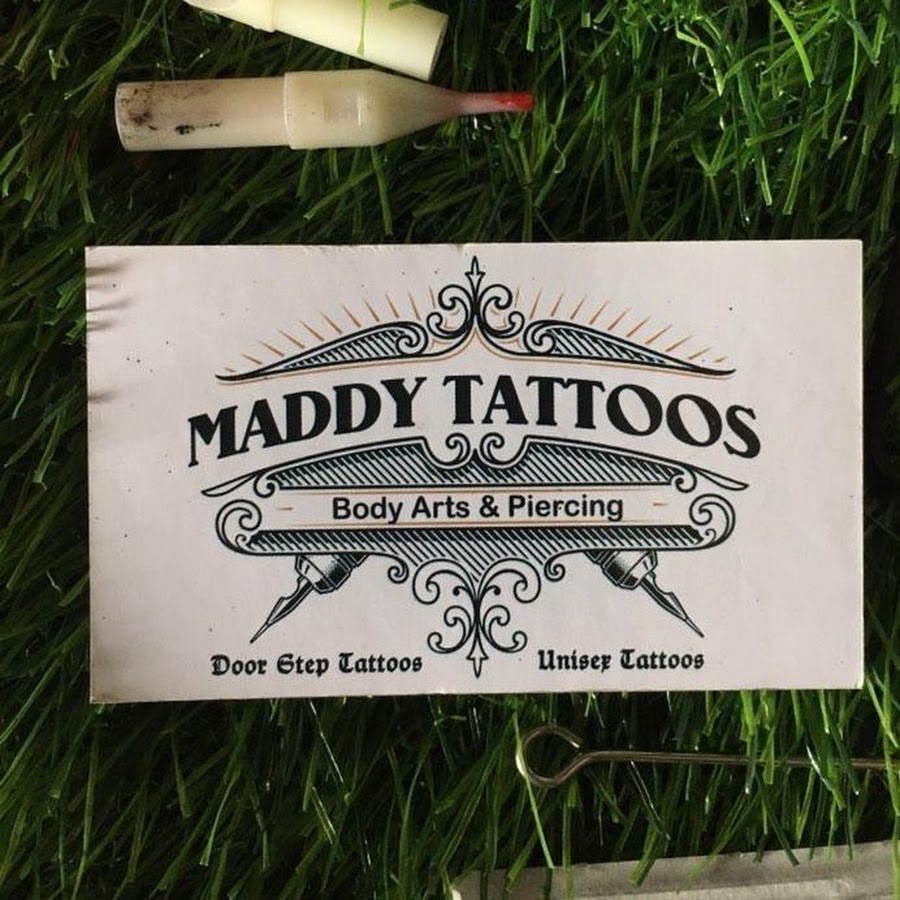 MADDY TATTOOS
Body Arts & Piercing
Door Step Tattoos
Unisex Tattoos